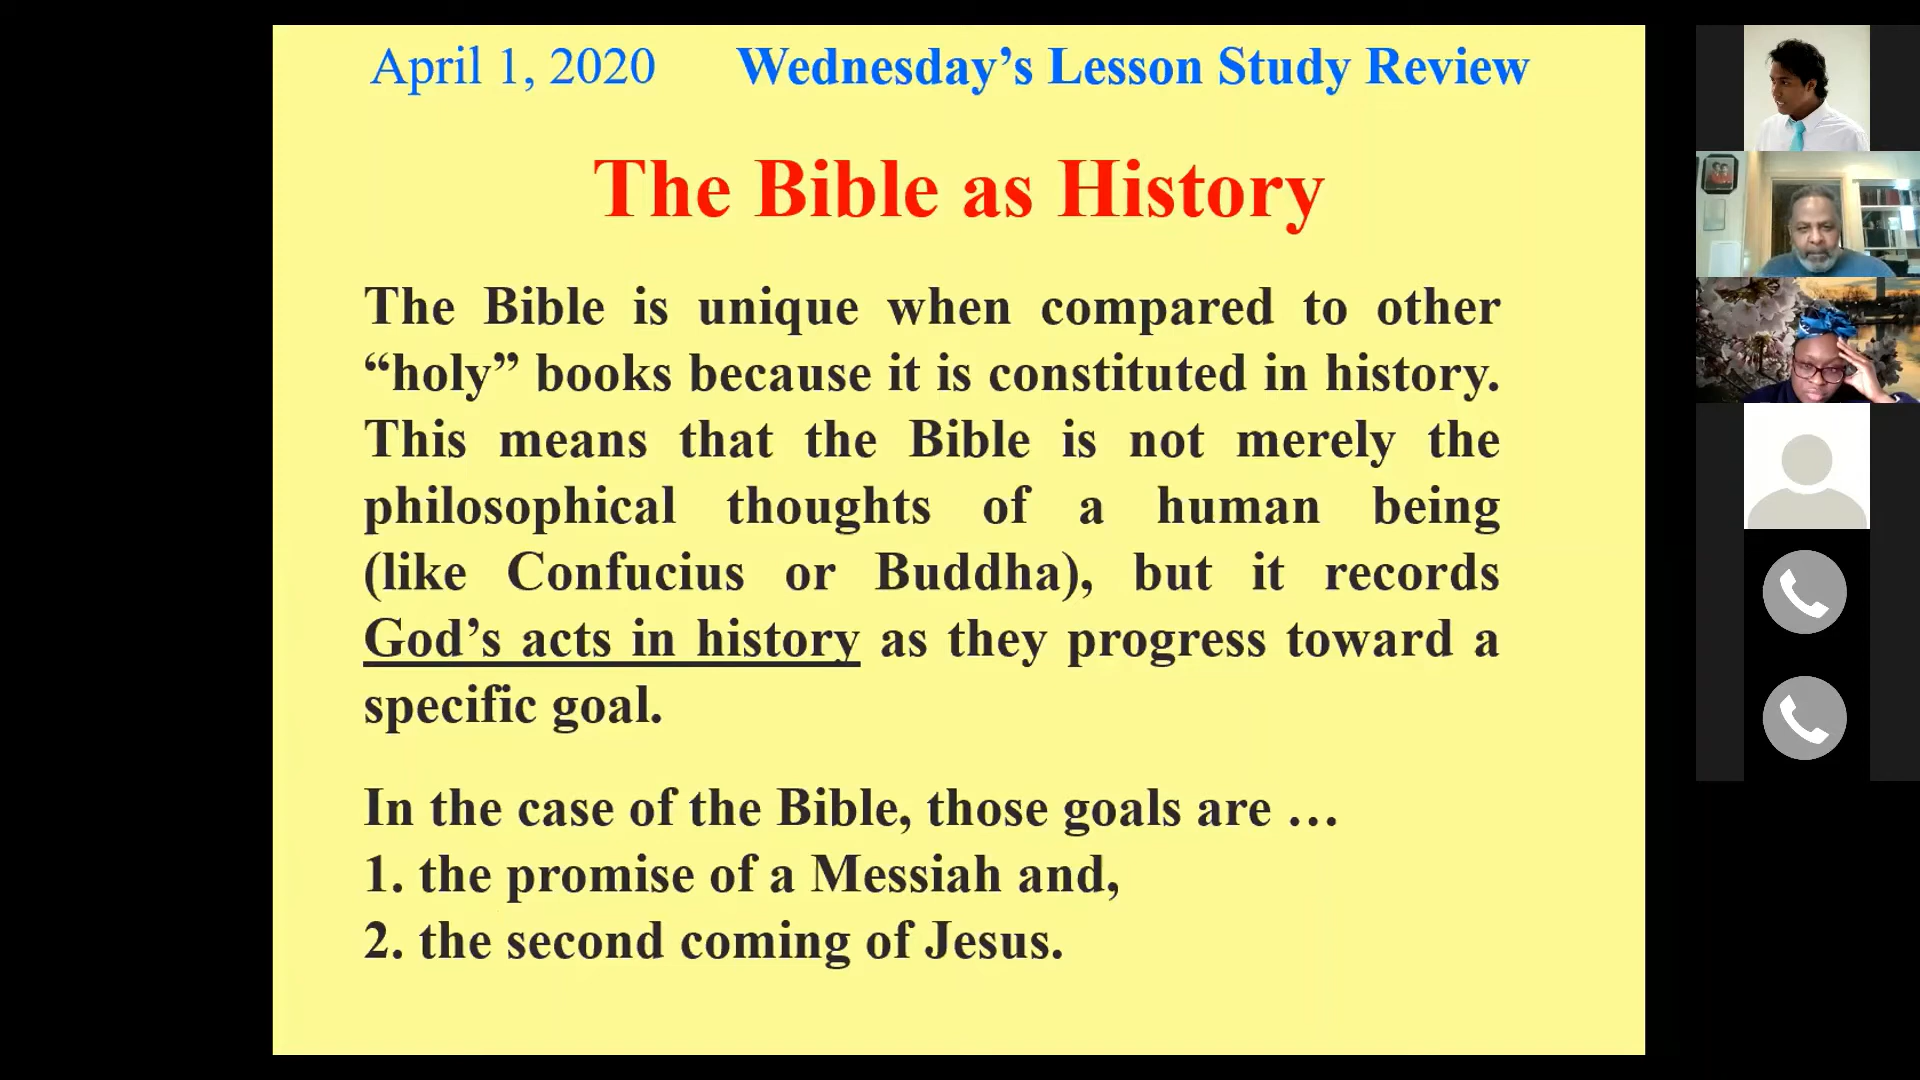 April 1, 2020 Wednesday’s Lesson Study Review
The Bible as History
The Bible is unique when compared to other
“holy” books because it is constituted in history.
This means that the Bible is not merely the
philosophical thoughts of a human being
(like Confucius or Buddha), but it records
God’s acts in history as they progress toward a
specific goal.
In the case of the Bible, those goals are …
1. the promise of a Messiah and,
2. the second coming of Jesus.